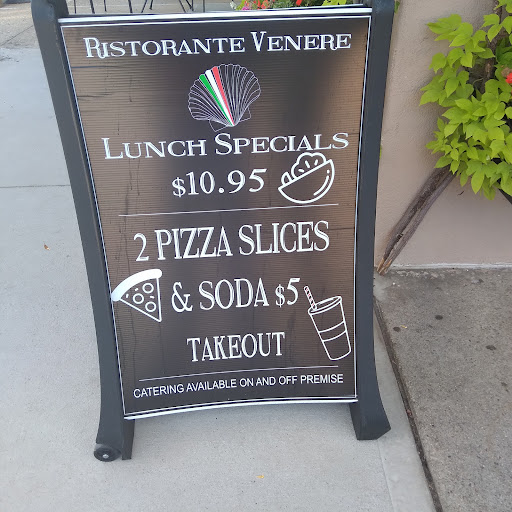 RISTORANTE VENERE
LUNCH SPECIALS
$10.95
2 PIZZA SLICES
& SODA $5
TAKEOUT
CATERING AVAILABLE ON AND OFF PREMISE